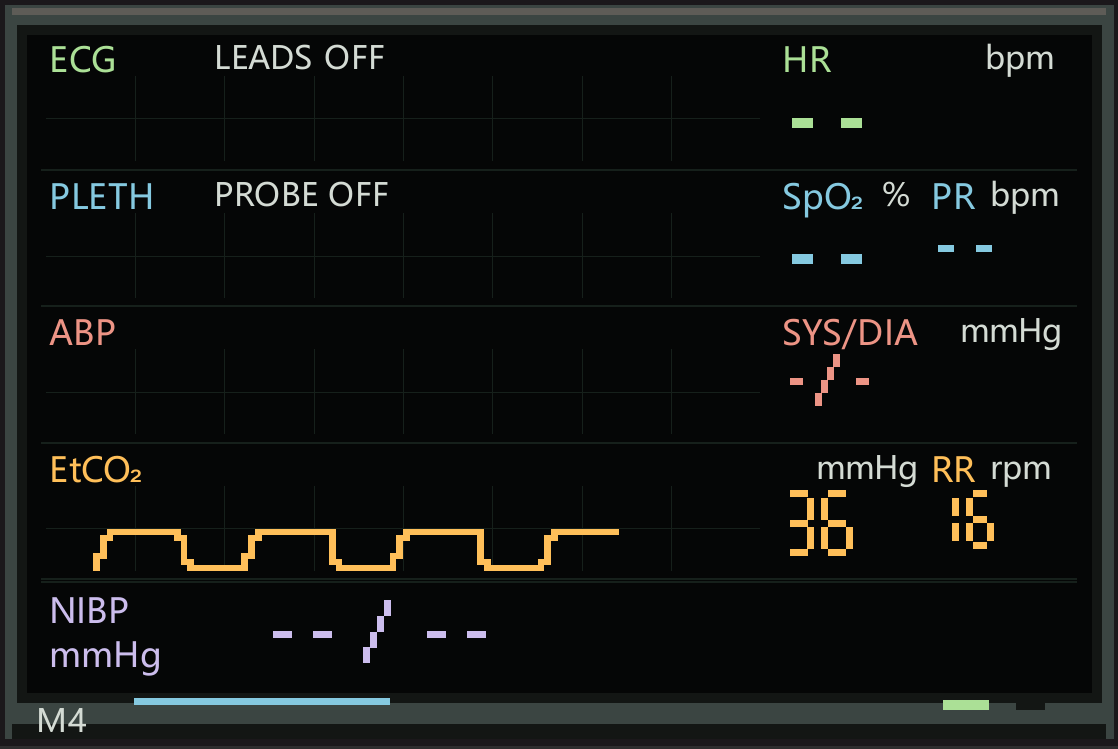 ECG LEADS OFF HR bpm
-- 
PLETH PROBE OFF SpO₂ % PR bpm
-- --
ABP SYS/DIA mmHg
-/-
EtCO₂ mmHg RR rpm
36 16
NIBP --/--
mmHg
M4